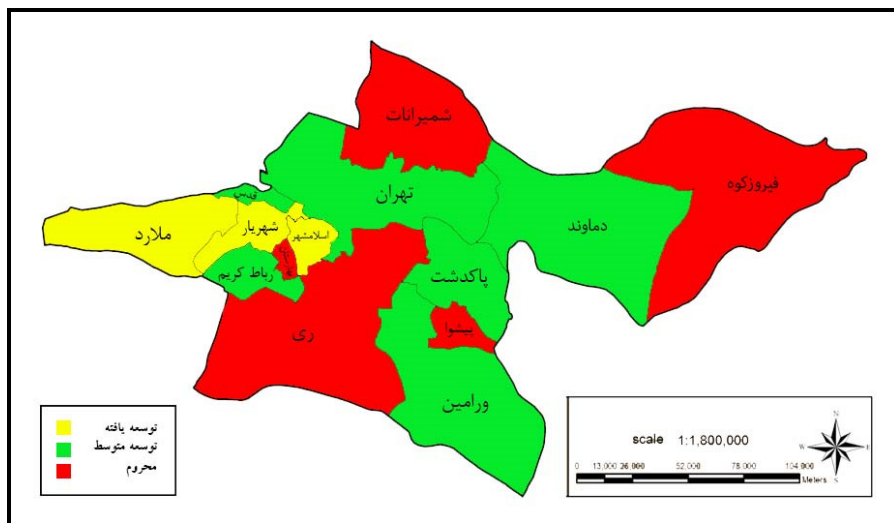 شمیرانات
فیروزکوه
تهران
قدس
دماوند
ملارد
شهریار
اسلامشهر
پاکدشت
رباط کریم
ری
پیشوا
ورامین
توسعه یافته
توسعه متوسط
محروم
scale 1:1,800,000
N
W
E
S
0 13,000 26,000 52,000 78,000 104,000
Meters